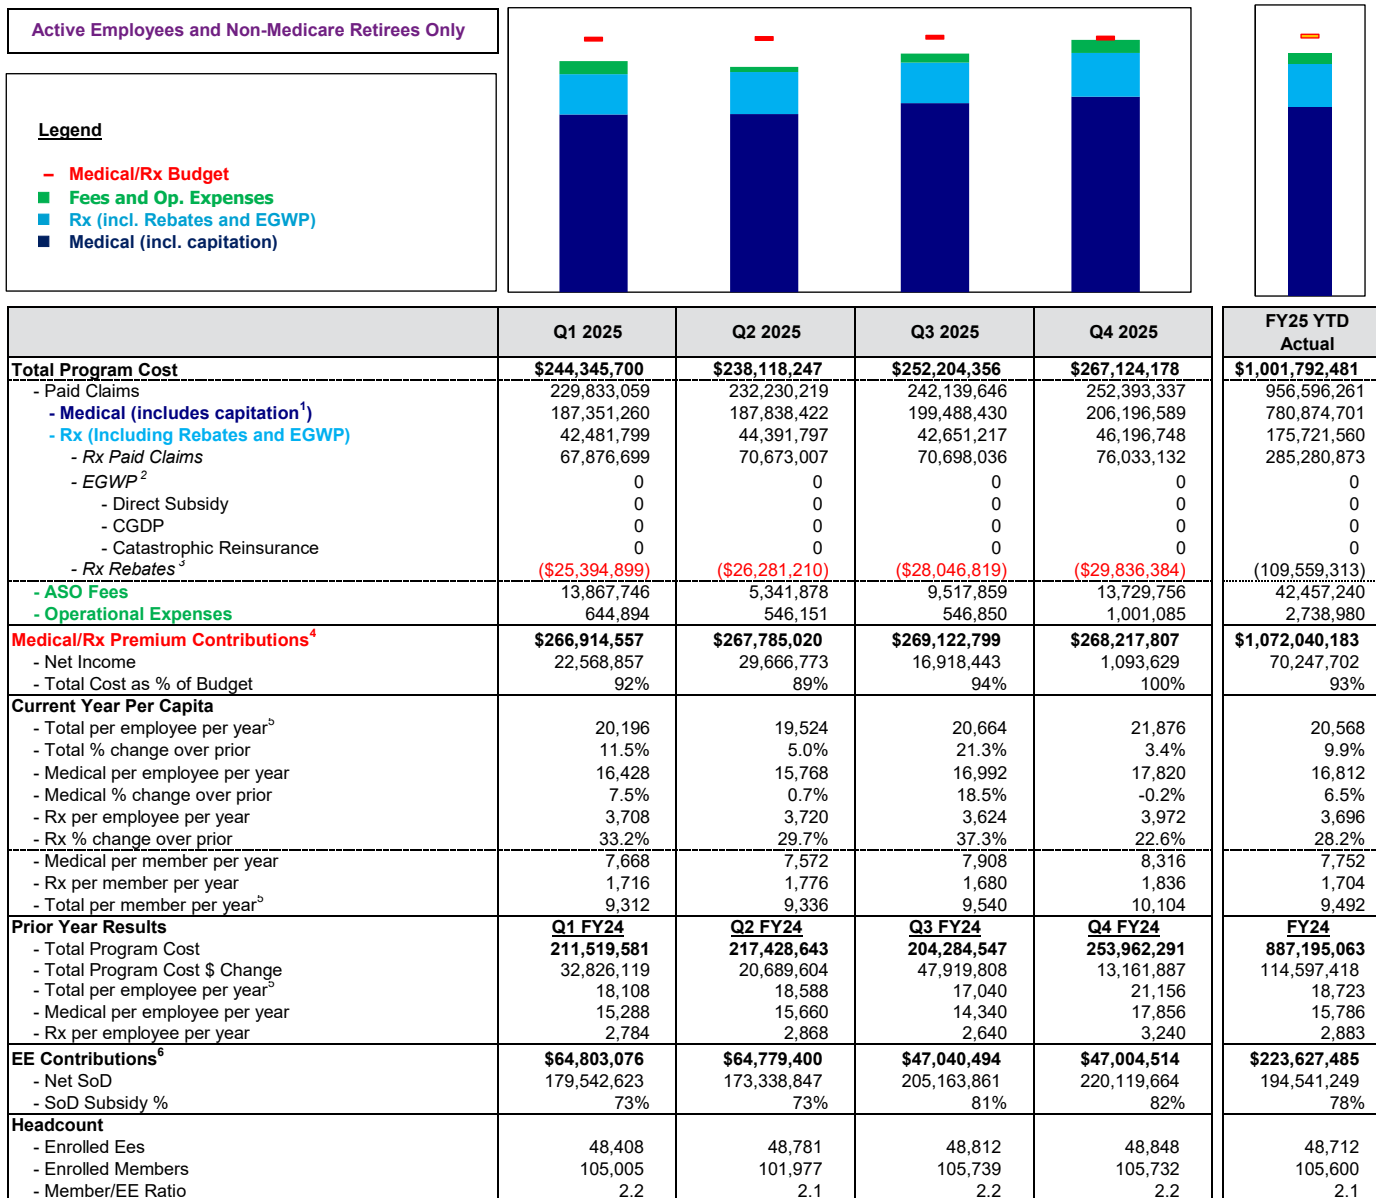 Active Employees and Non-Medicare Retirees Only
Legend
– Medical/Rx Budget
■ Fees and Op. Expenses
■ Rx (incl. Rebates and EGWP)
■ Medical (incl. capitation)
Q1 2025 Q2 2025 Q3 2025 Q4 2025 FY25 YTD Actual
Total Program Cost $244,345,700 $238,118,247 $252,204,356 $267,124,178 $1,001,792,481
- Paid Claims 229,833,059 232,230,219 242,139,646 252,393,337 956,596,261
- Medical (includes capitation¹) 187,351,260 187,838,422 199,488,430 206,196,589 780,874,701
- Rx (Including Rebates and EGWP) 42,481,799 44,391,797 42,651,217 46,196,748 175,721,560
- Rx Paid Claims 67,876,699 70,673,007 70,698,036 76,033,132 285,280,873
- EGWP ² 0 0 0 0 0
- Direct Subsidy 0 0 0 0 0
- CGDP 0 0 0 0 0
- Catastrophic Reinsurance 0 0 0 0 0
- Rx Rebates ³ ($25,394,899) ($26,281,210) ($28,046,819) ($29,836,384) (109,559,313)
- ASO Fees 13,867,746 5,341,878 9,517,859 13,729,756 42,457,240
- Operational Expenses 644,894 546,151 546,850 1,001,085 2,738,980
Medical/Rx Premium Contributions⁴ $266,914,557 $267,785,020 $269,122,799 $268,217,807 $1,072,040,183
- Net Income 22,568,857 29,666,773 16,918,443 1,093,629 70,247,702
- Total Cost as % of Budget 92% 89% 94% 100% 93%
Current Year Per Capita
- Total per employee per year⁵ 20,196 19,524 20,664 21,876 20,568
- Total % change over prior 11.5% 5.0% 21.3% 3.4% 9.9%
- Medical per employee per year 16,428 15,768 16,992 17,820 16,812
- Medical % change over prior 7.5% 0.7% 18.5% -0.2% 6.5%
- Rx per employee per year 3,708 3,720 3,624 3,972 3,696
- Rx % change over prior 33.2% 29.7% 37.3% 22.6% 28.2%
- Medical per member per year 7,668 7,572 7,908 8,316 7,752
- Rx per member per year 1,716 1,776 1,680 1,836 1,704
- Total per member per year⁵ 9,312 9,336 9,540 10,104 9,492
Prior Year Results Q1 FY24 Q2 FY24 Q3 FY24 Q4 FY24 FY24
- Total Program Cost 211,519,581 217,428,643 204,284,547 253,962,291 887,195,063
- Total Program Cost $ Change 32,826,119 20,689,604 47,919,808 13,161,887 114,597,418
- Total per employee per year⁵ 18,108 18,588 17,040 21,156 18,723
- Medical per employee per year 15,288 15,660 14,340 17,856 15,786
- Rx per employee per year 2,784 2,868 2,640 3,240 2,883
EE Contributions⁶ $64,803,076 $64,779,400 $47,040,494 $47,004,514 $223,627,485
- Net SoD 179,542,623 173,338,847 205,163,861 220,119,664 194,541,249
- SoD Subsidy % 73% 73% 81% 82% 78%
Headcount
- Enrolled Ees 48,408 48,781 48,812 48,848 48,712
- Enrolled Members 105,005 101,977 105,739 105,732 105,600
- Member/EE Ratio 2.2 2.1 2.2 2.2 2.1